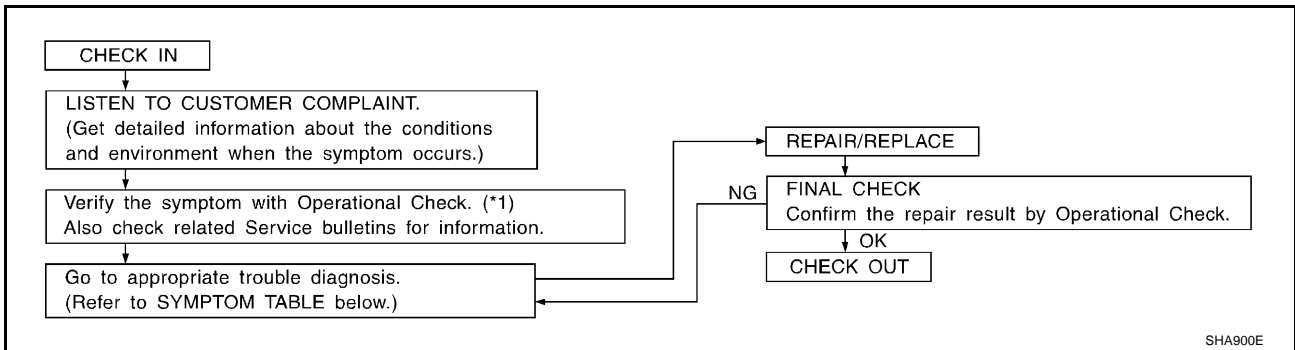 CHECK IN
LISTEN TO CUSTOMER COMPLAINT.
(Get detailed information about the conditions
and environment when the symptom occurs.)
Verify the symptom with Operational Check. (*1)
Also check related Service bulletins for information.
Go to appropriate trouble diagnosis.
(Refer to SYMPTOM TABLE below.)
REPAIR/REPLACE
NG
FINAL CHECK
Confirm the repair result by Operational Check.
OK
CHECK OUT
SHA900E